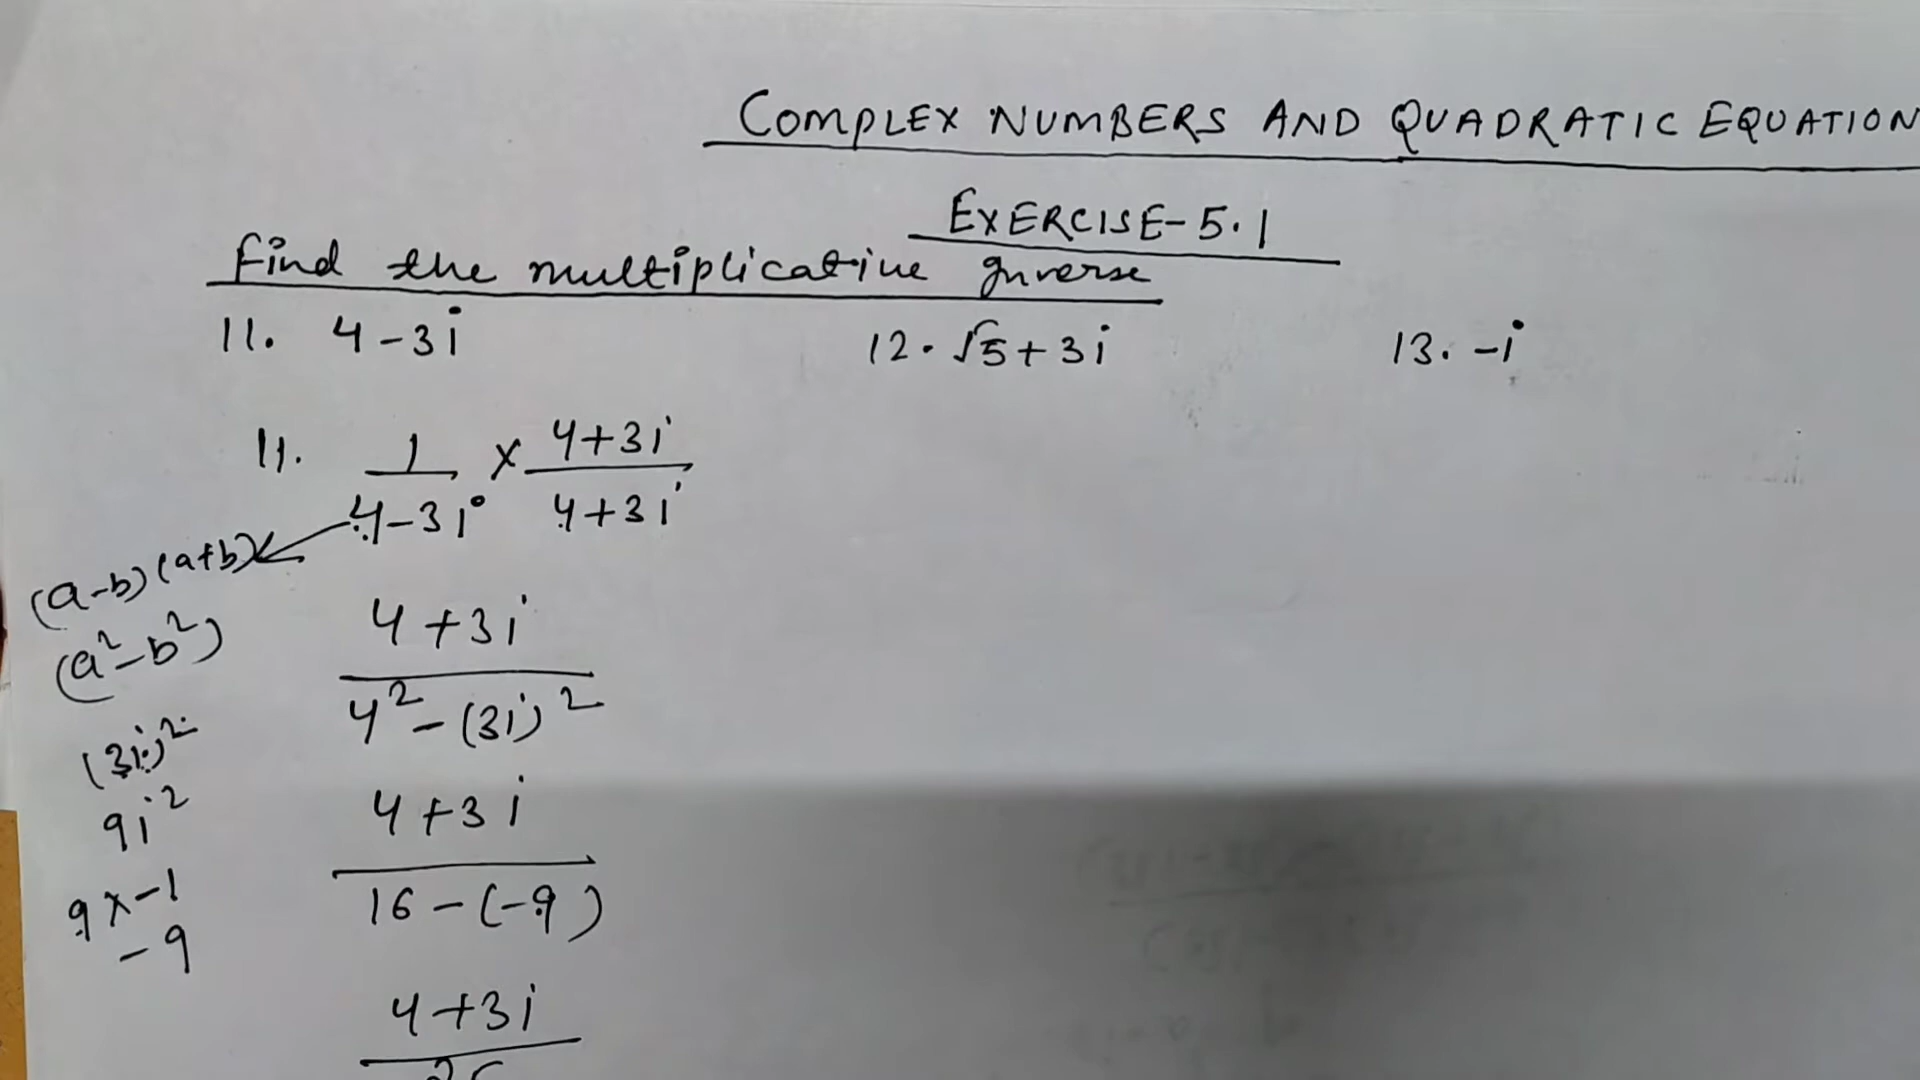 COMPLEX NUMBERS AND QUADRATIC EQUATION
EXERCISE-5.1
Find the multiplicative Inverse
11. 4-3i 12. √5+3i 13. -i
11. 1/(4-3i) × (4+3i)/(4+3i)
(a-b)(a+b)
(a²-b²)
4+3i
4²-(3i)²
(3i)²
9i²
4+3i
16-(-9)
9x-1
-9
4+3i